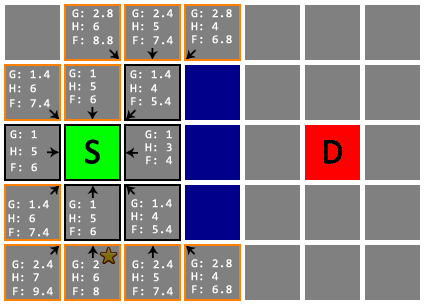 G: 2.8
H: 6
F: 8.8
G: 2.4
H: 5
F: 7.4
G: 2.8
H: 4
F: 6.8
G: 1.4
H: 6
F: 7.4
G: 1
H: 5
F: 6
G: 1.4
H: 4
F: 5.4
G: 1
H: 5
F: 6
S
G: 1
H: 3
F: 4
D
G: 1.4
H: 6
F: 7.4
G: 1
H: 5
F: 6
G: 1.4
H: 4
F: 5.4
G: 2.4
H: 7
F: 9.4
G: 2
H: 6
F: 8
G: 2.4
H: 5
F: 7.4
G: 2.8
H: 4
F: 6.8